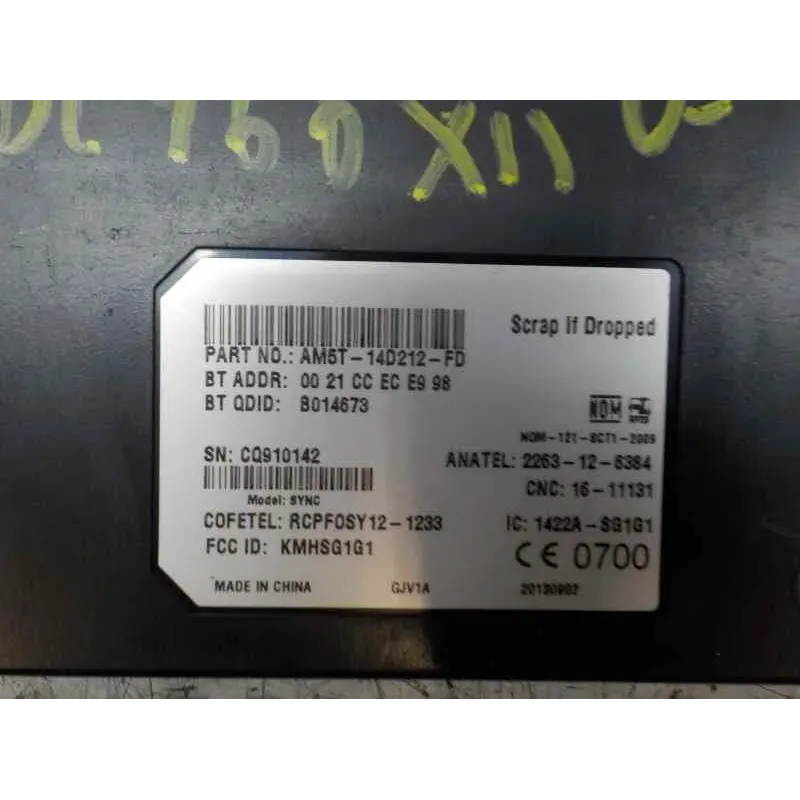 Scrap If Dropped
PART NO.: AM5T-14D212-FD
BT ADDR: 00 21 CC EC E9 98
BT QDID: B014673
NOM
NOM-121-SCT1-2009
SN: CQ910142
ANATEL: 2263-12-6384
CNC: 16-11131
Model: SYNC
COFETEL: RCPFOSY12-1233
IC: 1422A-SG1G1
FCC ID: KMHSG1G1
CE 0700
MADE IN CHINA
GJV1A
20130902